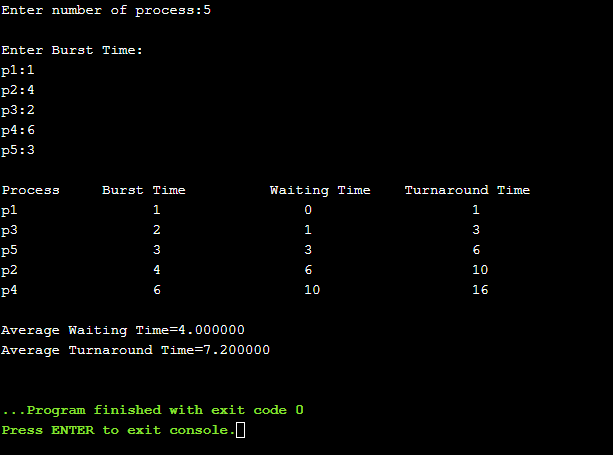 Enter number of process:5
Enter Burst Time:
p1:1
p2:4
p3:2
p4:6
p5:3
Process Burst Time Waiting Time Turnaround Time
p1 1 0 1
p3 2 1 3
p5 3 3 6
p2 4 6 10
p4 6 10 16
Average Waiting Time=4.000000
Average Turnaround Time=7.200000
...Program finished with exit code 0
Press ENTER to exit console.